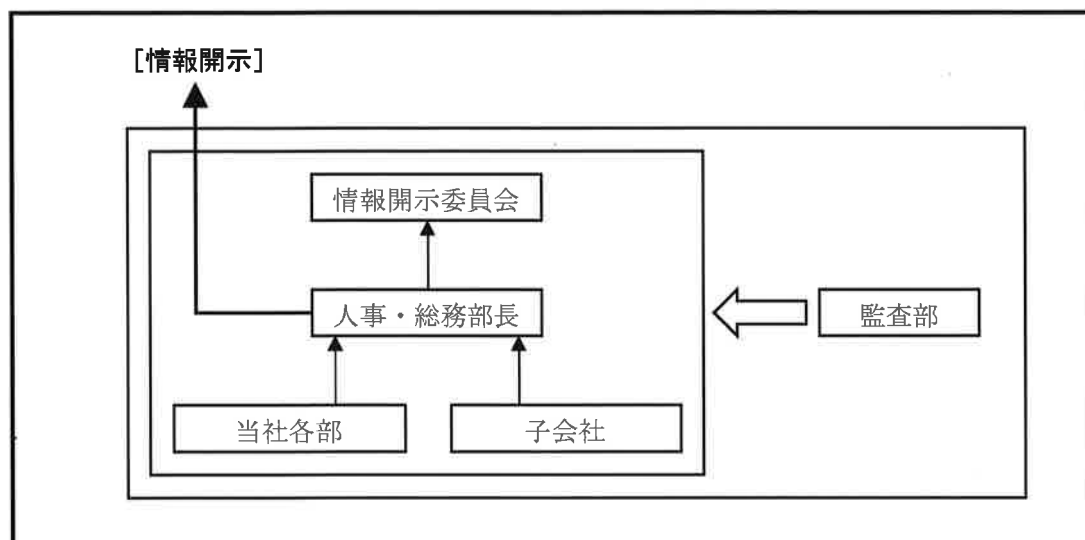 [情報開示]
情報開示委員会
人事・総務部長
監査部
当社各部
子会社